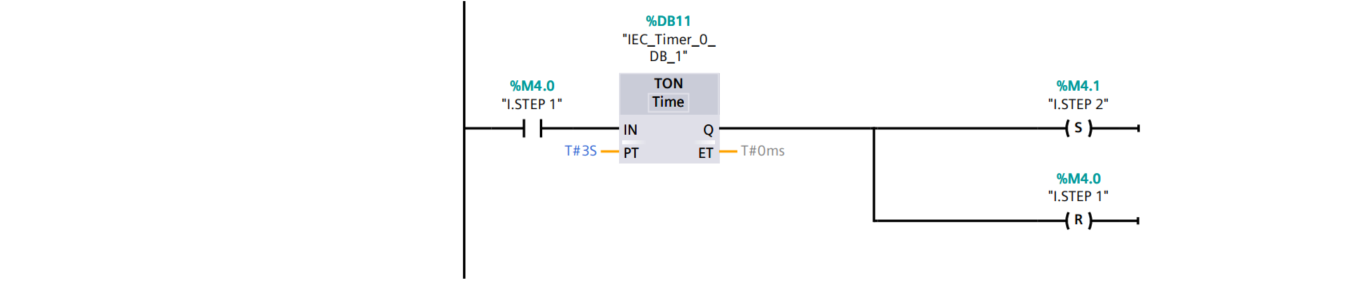 %DB11
"IEC_Timer_0_
DB_1"
%M4.0
"I.STEP 1"
TON
Time
%M4.1
"I.STEP 2"
IN
Q
S
T#3S
PT
ET
T#0ms
%M4.0
"I.STEP 1"
R